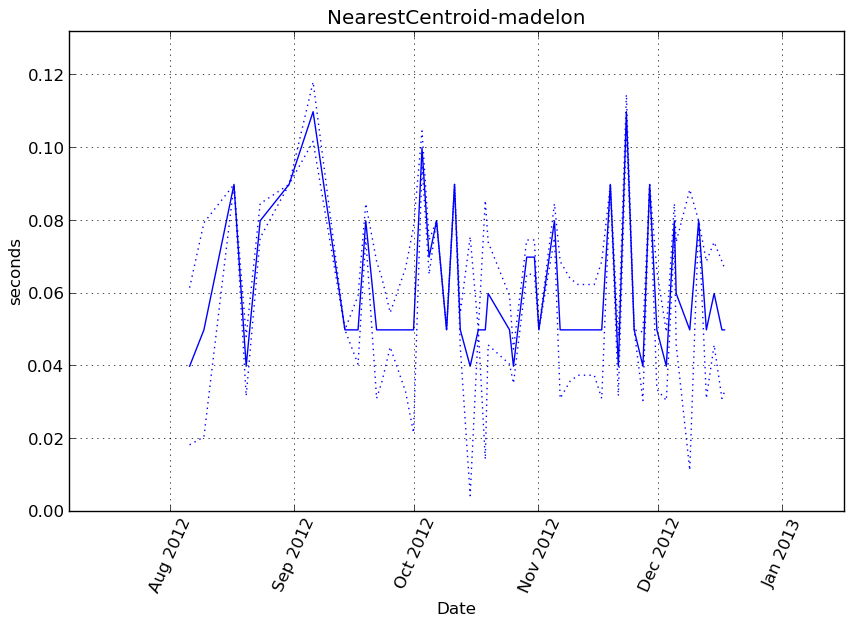 NearestCentroid-madelon
0.12
0.10
0.08
0.06
0.04
0.02
0.00
seconds
Aug 2012
Sep 2012
Oct 2012
Nov 2012
Dec 2012
Jan 2013
Date